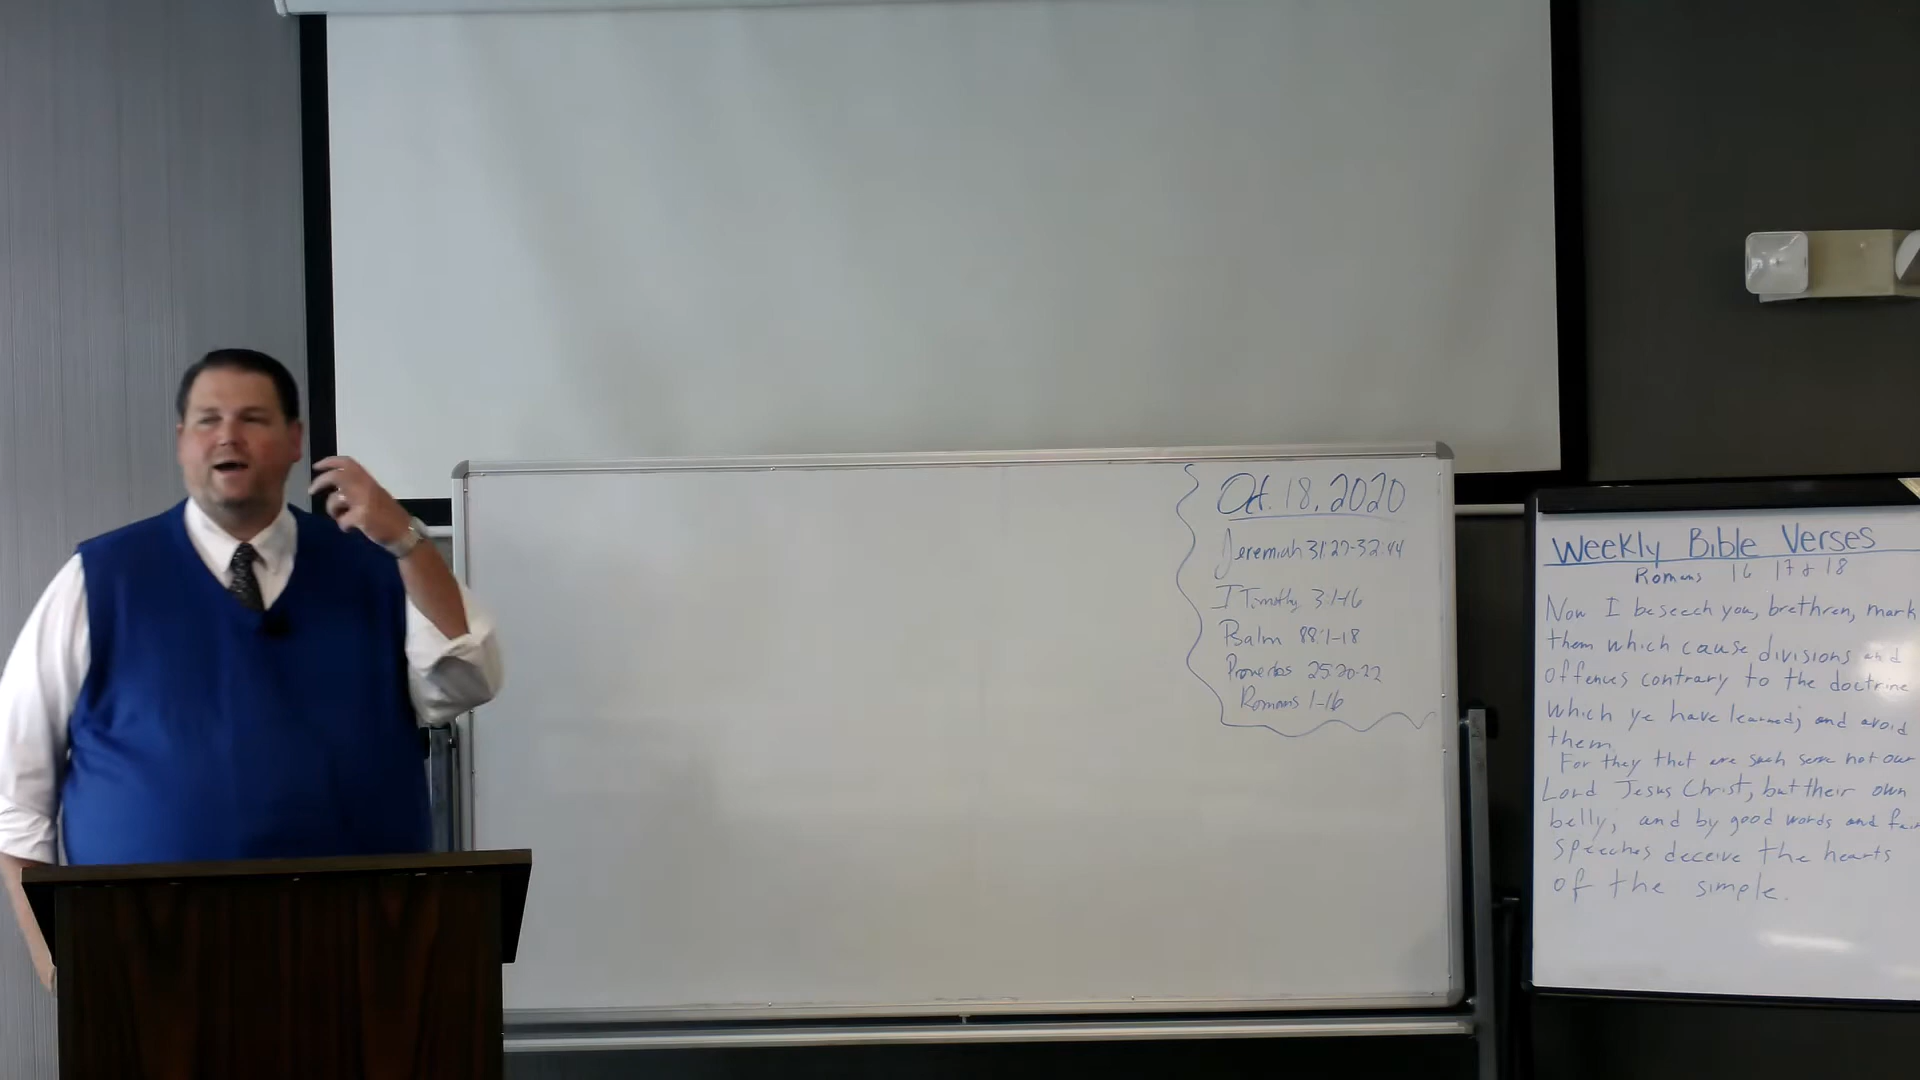 Oct. 18, 2020
Jeremiah 31:27-32:44
I Timothy 3:1-16
Psalm 88:1-18
Proverbs 25:20-22
Romans 1-16
Weekly Bible Verses
Romans 16 17 & 18
Now I beseech you, brethren, mark
them which cause divisions and
offences contrary to the doctrine
which ye have learned; and avoid
them.
For they that are such serve not our
Lord Jesus Christ, but their own
belly; and by good words and fair
speeches deceive the hearts
of the simple.